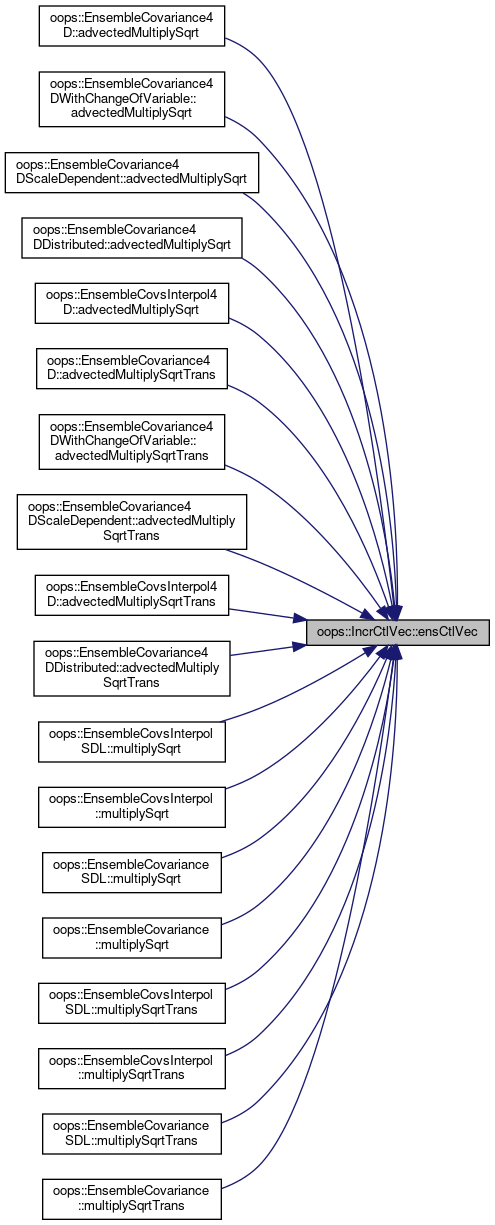 oops::EnsembleCovariance4
D::advectedMultiplySqrt
oops::EnsembleCovariance4
DWithChangeOfVariable::
advectedMultiplySqrt
oops::EnsembleCovariance4
DScaleDependent::advectedMultiplySqrt
oops::EnsembleCovariance4
DDistributed::advectedMultiplySqrt
oops::EnsembleCovsInterpol4
D::advectedMultiplySqrt
oops::EnsembleCovariance4
D::advectedMultiplySqrtTrans
oops::EnsembleCovariance4
DWithChangeOfVariable::
advectedMultiplySqrtTrans
oops::EnsembleCovariance4
DScaleDependent::advectedMultiply
SqrtTrans
oops::EnsembleCovsInterpol4
D::advectedMultiplySqrtTrans
oops::IncrCtlVec::ensCtlVec
oops::EnsembleCovariance4
DDistributed::advectedMultiply
SqrtTrans
oops::EnsembleCovsInterpol
SDL::multiplySqrt
oops::EnsembleCovsInterpol
::multiplySqrt
oops::EnsembleCovariance
SDL::multiplySqrt
oops::EnsembleCovariance
::multiplySqrt
oops::EnsembleCovsInterpol
SDL::multiplySqrtTrans
oops::EnsembleCovsInterpol
::multiplySqrtTrans
oops::EnsembleCovariance
SDL::multiplySqrtTrans
oops::EnsembleCovariance
::multiplySqrtTrans